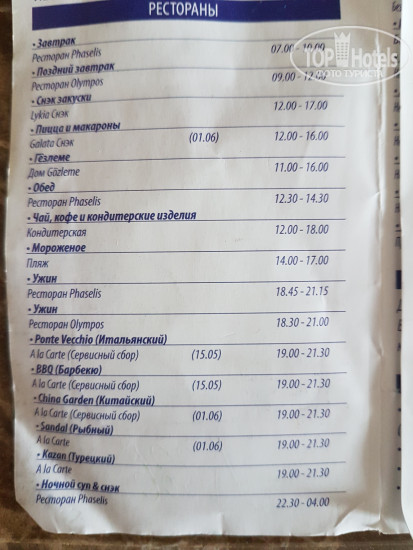 РЕСТОРАНЫ
• Завтрак
Ресторан Phaselis 07.00 - 10.00
• Поздний завтрак
Ресторан Olympos 09.00 -
• Снэк закуски
Lykia Снэк 12.00 - 17.00
• Пицца и макароны
Galata Снэк (01.06) 12.00 - 16.00
• Гёзлеме
Дом Gözleme 11.00 - 16.00
• Обед
Ресторан Phaselis 12.30 - 14.30
• Чай, кофе и кондитерские изделия
Кондитерская 12.00 - 18.00
• Мороженое
Пляж 14.00 - 17.00
• Ужин
Ресторан Phaselis 18.45 - 21.15
• Ужин
Ресторан Olympos 18.30 - 21.00
• Ponte Vecchio (Итальянский)
A la Carte (Сервисный сбор) (15.05) 19.00 - 21.30
• BBQ (Барбекю)
A la Carte (Сервисный сбор) (15.05) 19.00 - 21.30
• China Garden (Китайский)
A la Carte (Сервисный сбор) (01.06) 19.00 - 21.30
• Sandal (Рыбный)
A la Carte (01.06) 19.00 - 21.30
• Kazan (Турецкий)
A la Carte 19.00 - 21.30
• Ночной суп & снэк
Ресторан Phaselis 22.30 - 04.00
TOP Hotels
ФОТО ТУРИСТА